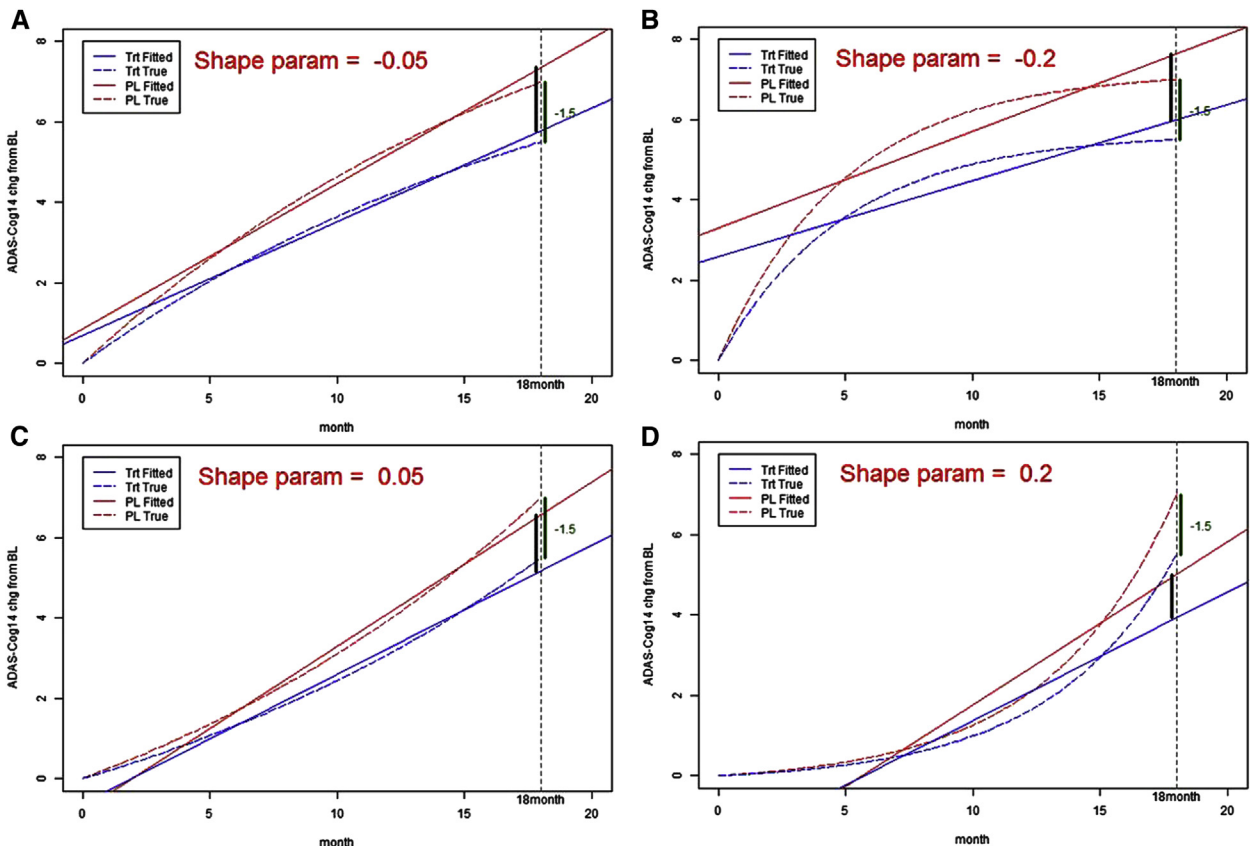 A
Shape param = -0.05
Trt Fitted
Trt True
PL Fitted
PL True
ADAS-Cog14 chg from BL
8
6
4
2
0
-1.5
18month
0 5 10 15 20
month
B
Shape param = -0.2
Trt Fitted
Trt True
PL Fitted
PL True
ADAS-Cog14 chg from BL
8
6
4
2
0
-1.5
18month
0 5 10 15 20
month
C
Shape param = 0.05
Trt Fitted
Trt True
PL Fitted
PL True
ADAS-Cog14 chg from BL
8
6
4
2
0
-1.5
18month
0 5 10 15 20
month
D
Shape param = 0.2
Trt Fitted
Trt True
PL Fitted
PL True
ADAS-Cog14 chg from BL
8
6
4
2
0
-1.5
18month
0 5 10 15 20
month